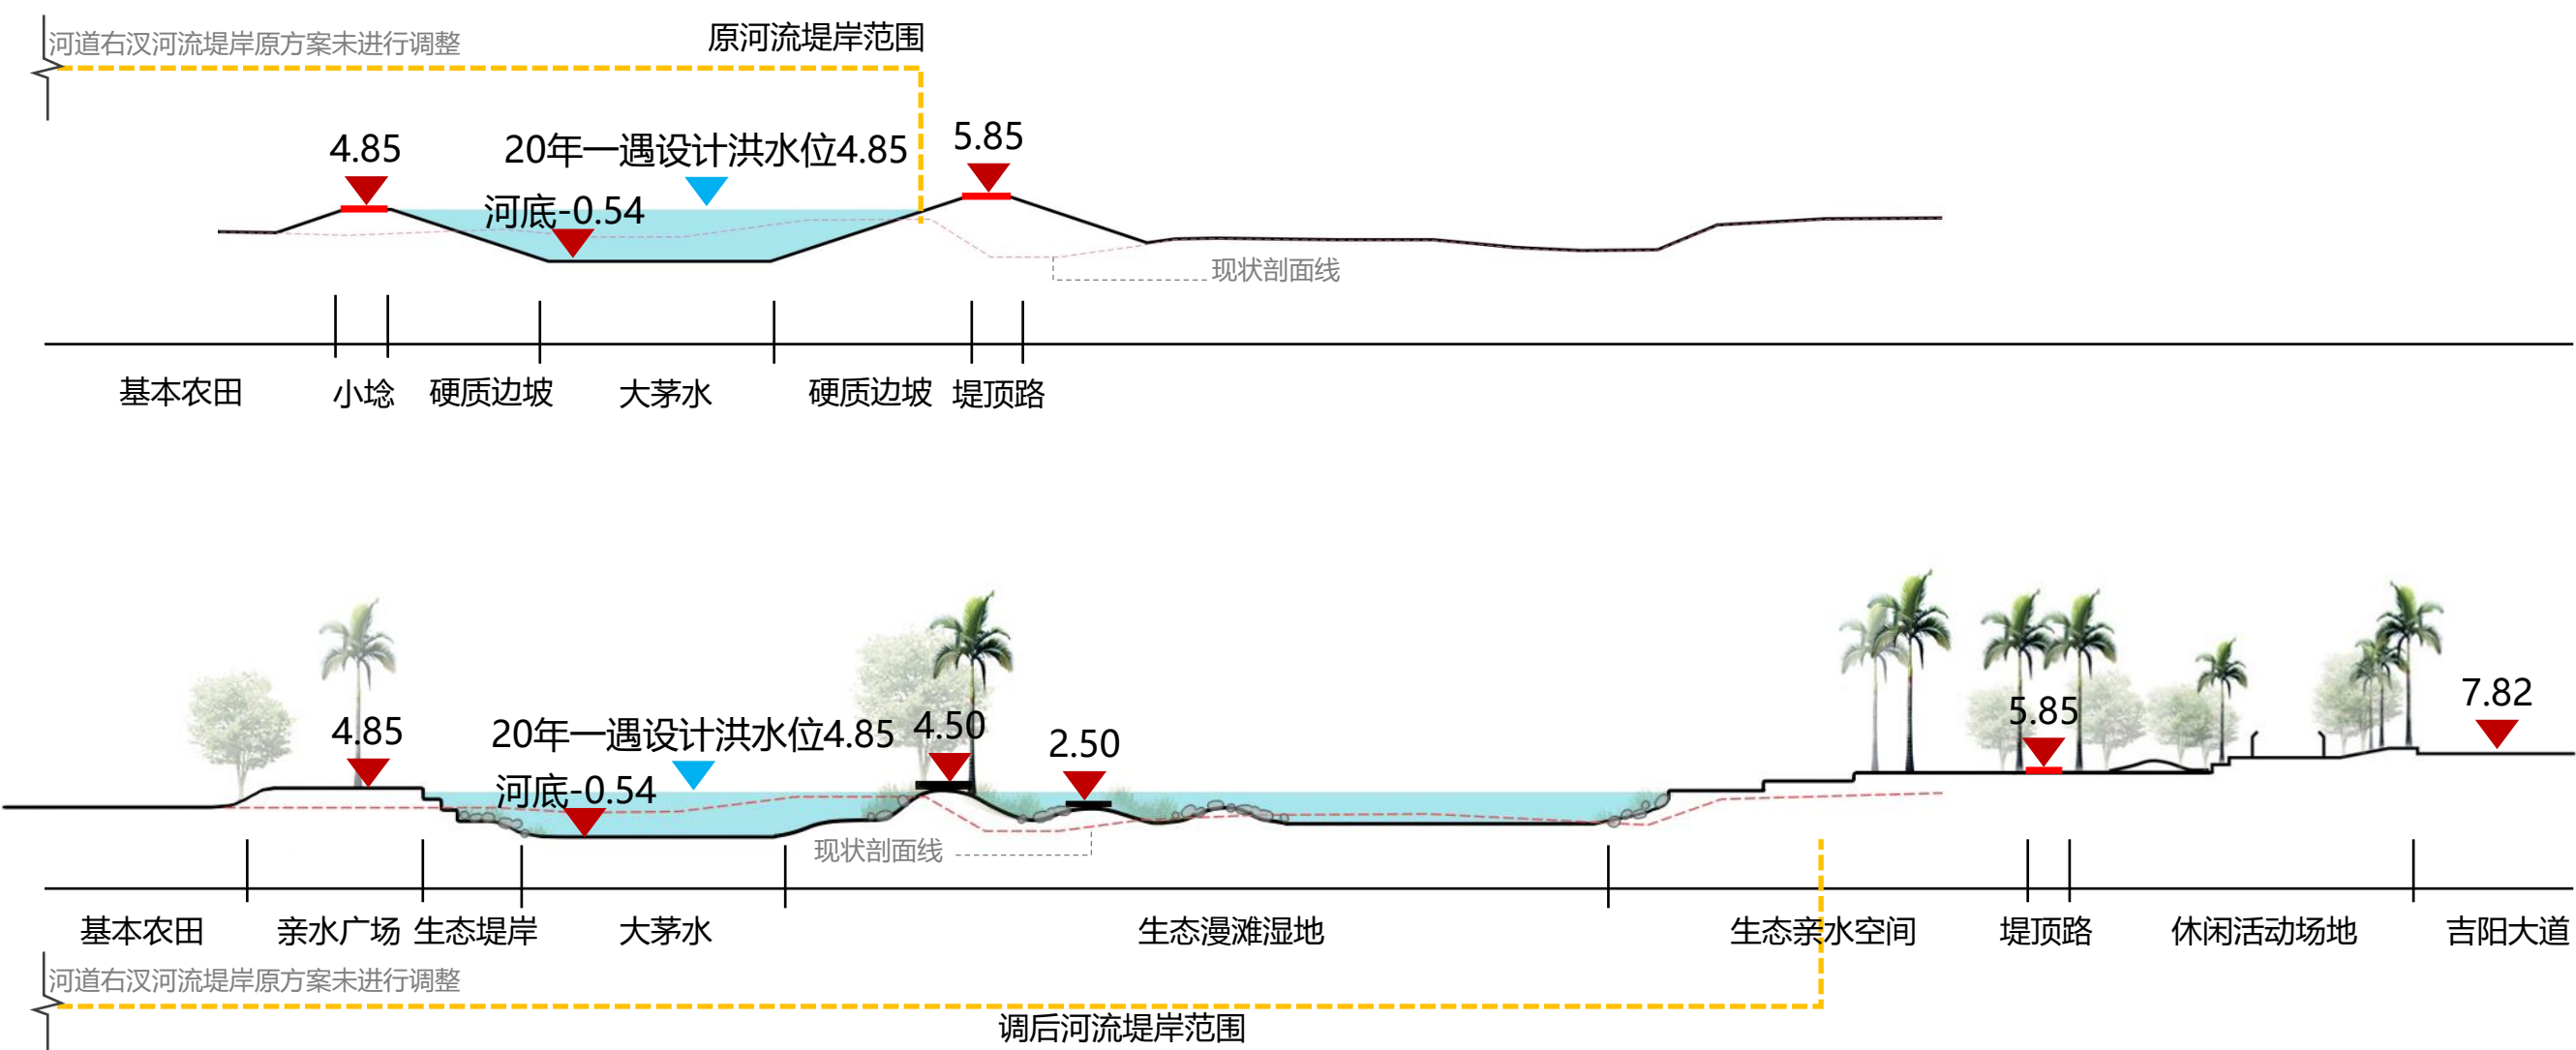 河道右汊河流堤岸原方案未进行调整
原河流堤岸范围
4.85
20年一遇设计洪水位4.85
5.85
河底-0.54
现状剖面线
基本农田
小埝
硬质边坡
大茅水
硬质边坡
堤顶路
4.85
20年一遇设计洪水位4.85
4.50
2.50
5.85
7.82
河底-0.54
现状剖面线
基本农田
亲水广场
生态堤岸
大茅水
生态漫滩湿地
生态亲水空间
堤顶路
休闲活动场地
吉阳大道
河道右汊河流堤岸原方案未进行调整
调后河流堤岸范围